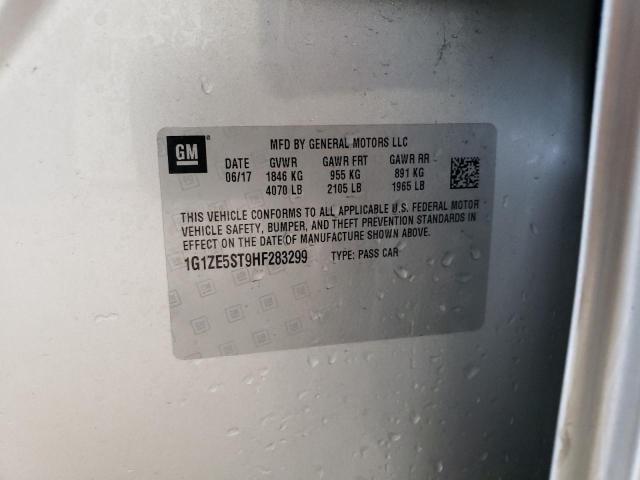 GM
MFD BY GENERAL MOTORS LLC
DATE GVWR GAWR FRT GAWR RR
06/17 1846 KG 955 KG 891 KG
4070 LB 2105 LB 1965 LB
THIS VEHICLE CONFORMS TO ALL APPLICABLE U.S. FEDERAL MOTOR
VEHICLE SAFETY, BUMPER, AND THEFT PREVENTION STANDARDS IN
EFFECT ON THE DATE OF MANUFACTURE SHOWN ABOVE.
1G1ZE5ST9HF283299 TYPE: PASS CAR